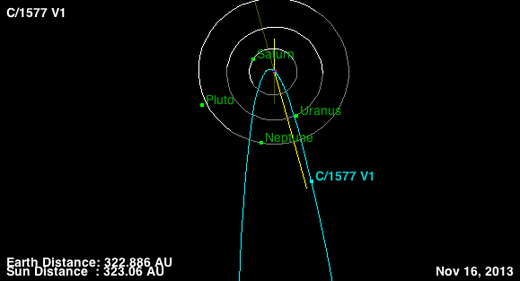 C/1577 V1
Saturn
Pluto
Uranus
Neptune
C/1577 V1
Earth Distance: 322.886 AU
Sun Distance  : 323.06 AU
Nov 16, 2013